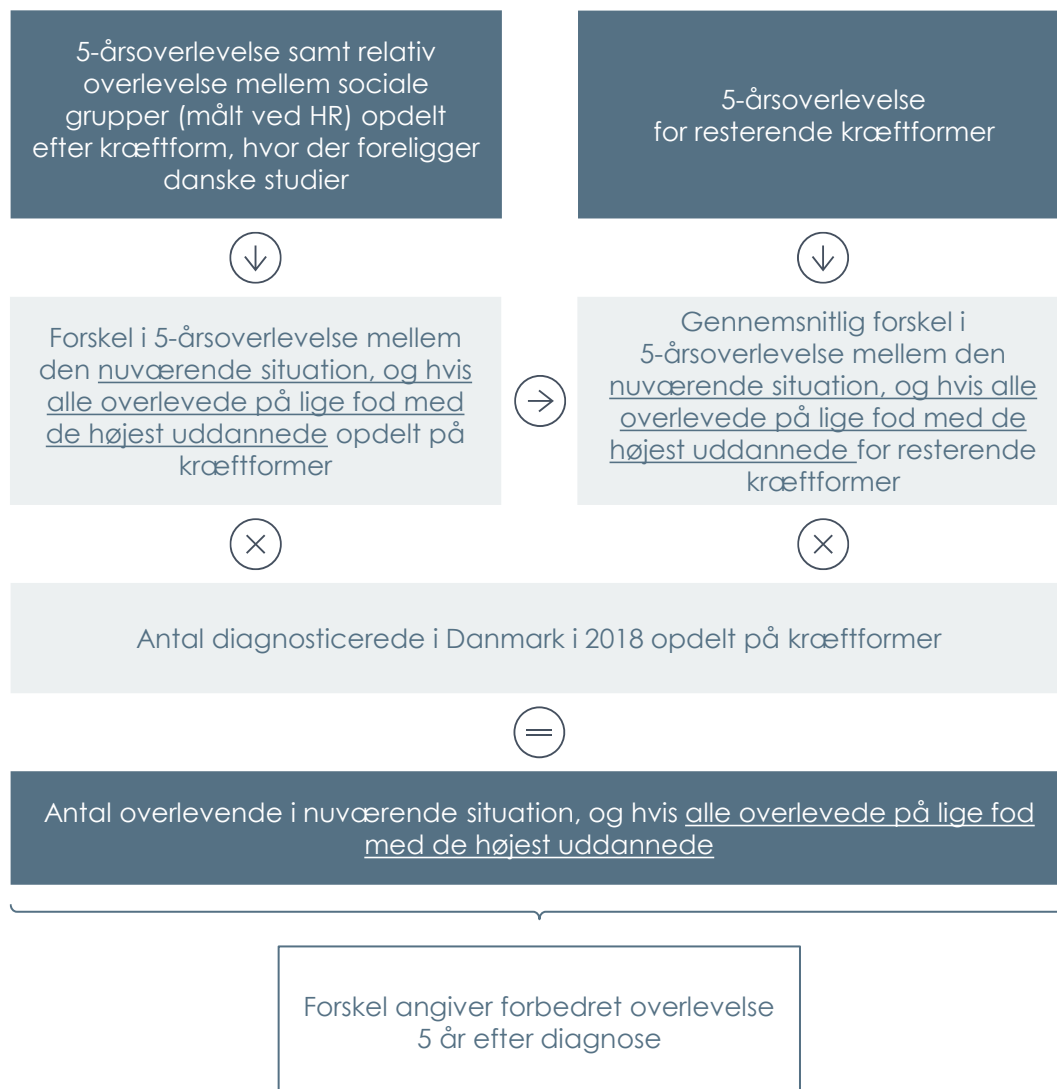 5-årsoverlevelse samt relativ
overlevelse mellem sociale
grupper (målt ved HR) opdelt
efter kræftform, hvor der foreligger
danske studier
5-årsoverlevelse
for resterende kræftformer
Forskel i 5-årsoverlevelse mellem
den nuværende situation, og hvis
alle overlevede på lige fod med
de højest uddannede opdelt på
kræftformer
Gennemsnitlig forskel i
5-årsoverlevelse mellem den
nuværende situation, og hvis alle
overlevede på lige fod med de
højest uddannede for resterende
kræftformer
Antal diagnosticerede i Danmark i 2018 opdelt på kræftformer
Antal overlevende i nuværende situation, og hvis alle overlevede på lige fod
med de højest uddannede
Forskel angiver forbedret overlevelse
5 år efter diagnose